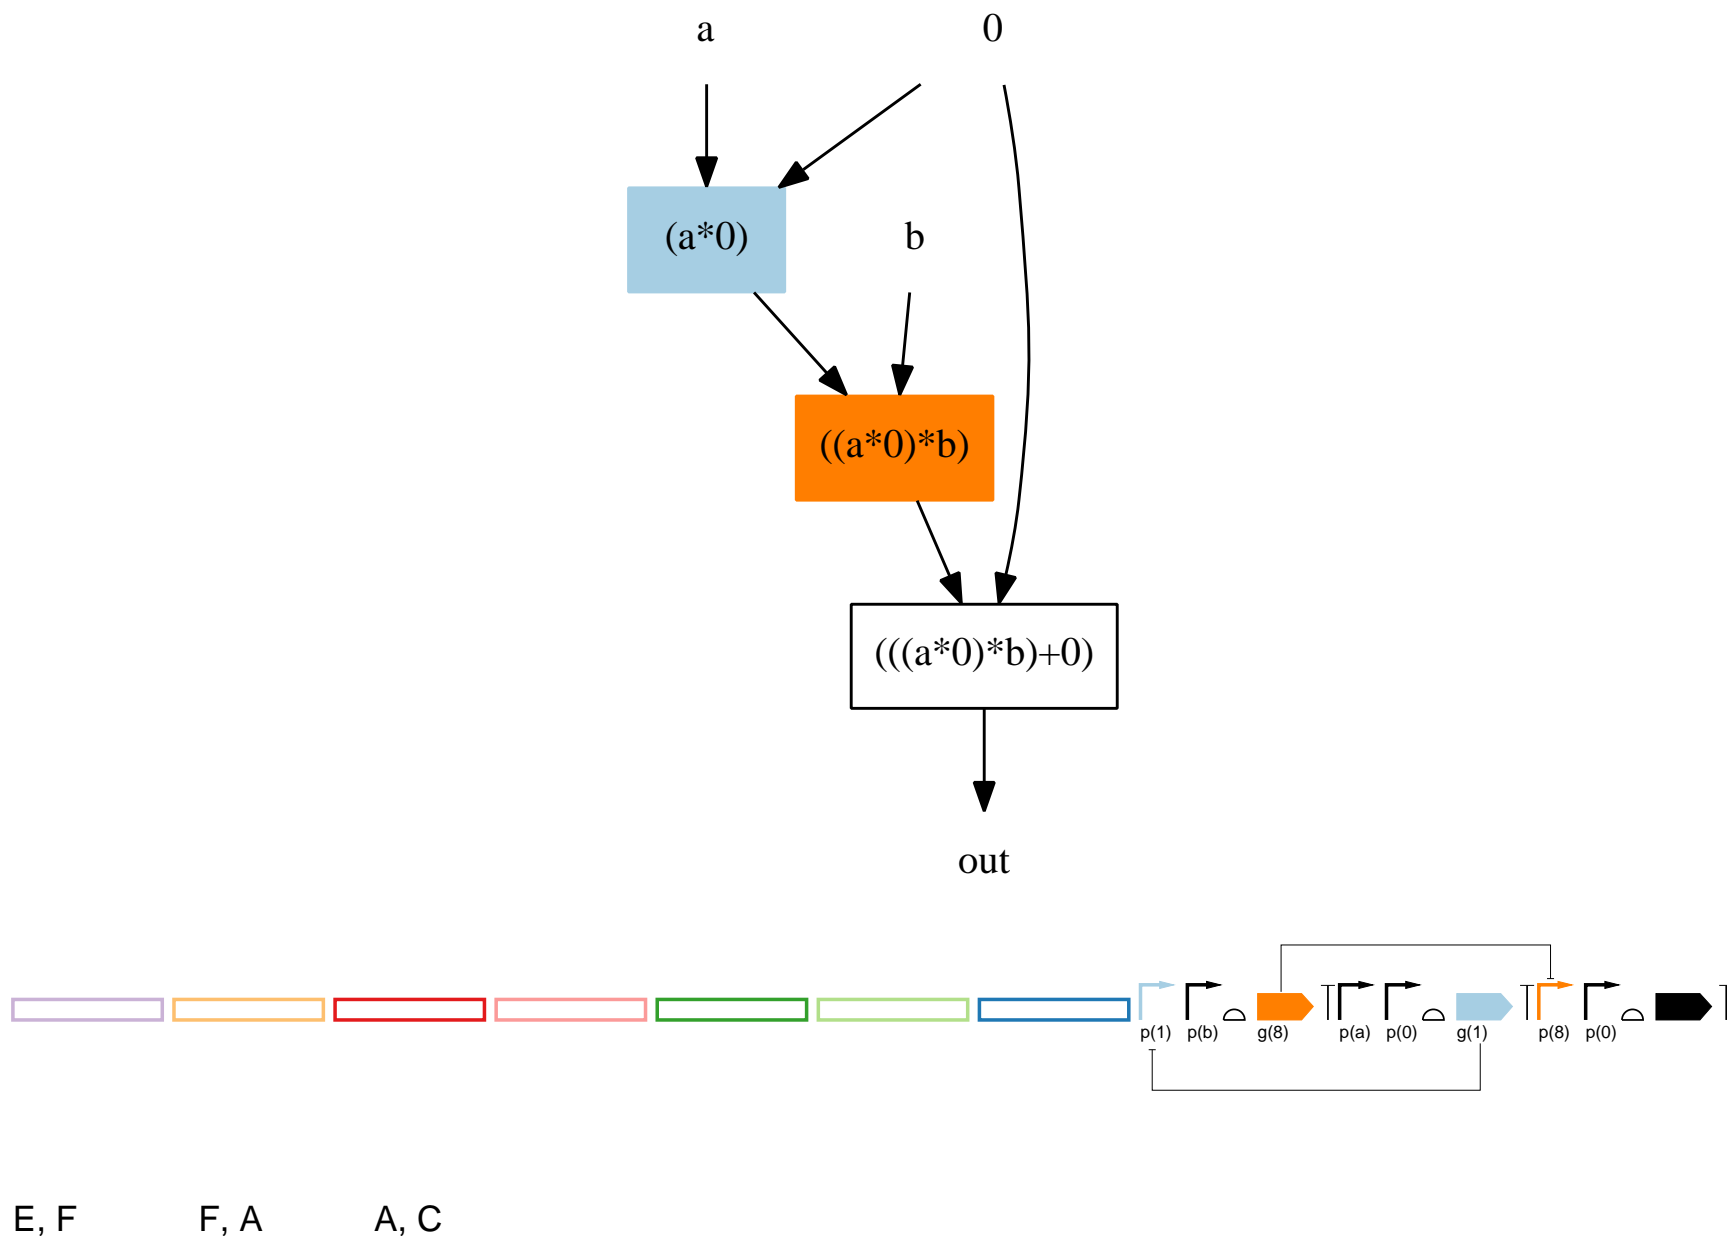 a 0
(a*0)
b
((a*0)*b)
(((a*0)*b)+0)
out
p(1) p(b) g(8) p(a) p(0) g(1) p(8) p(0)
E, F F, A A, C